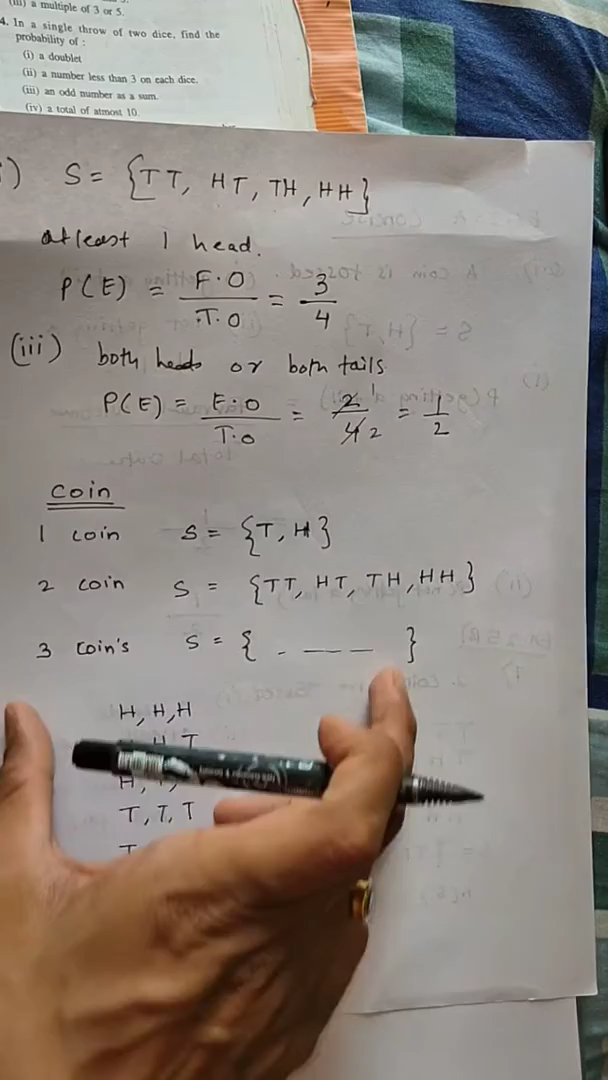 (iii) a multiple of 3 or 5.
4. In a single throw of two dice, find the
probability of :
(i) a doublet
(ii) a number less than 3 on each dice.
(iii) an odd number as a sum.
(iv) a total of atmost 10.
S = {TT, HT, TH, HH}
atleast 1 head.
P(E) = F·O / T·O = 3/4
(iii) both heads or both tails
P(E) = F·O / T·O = 2/4 = 1/2
Coin
1 coin S = {T, H}
2 coin S = {TT, HT, TH, HH}
3 coin's S = { - — — — }
H, H, H
H T
H,
T, T, T
T